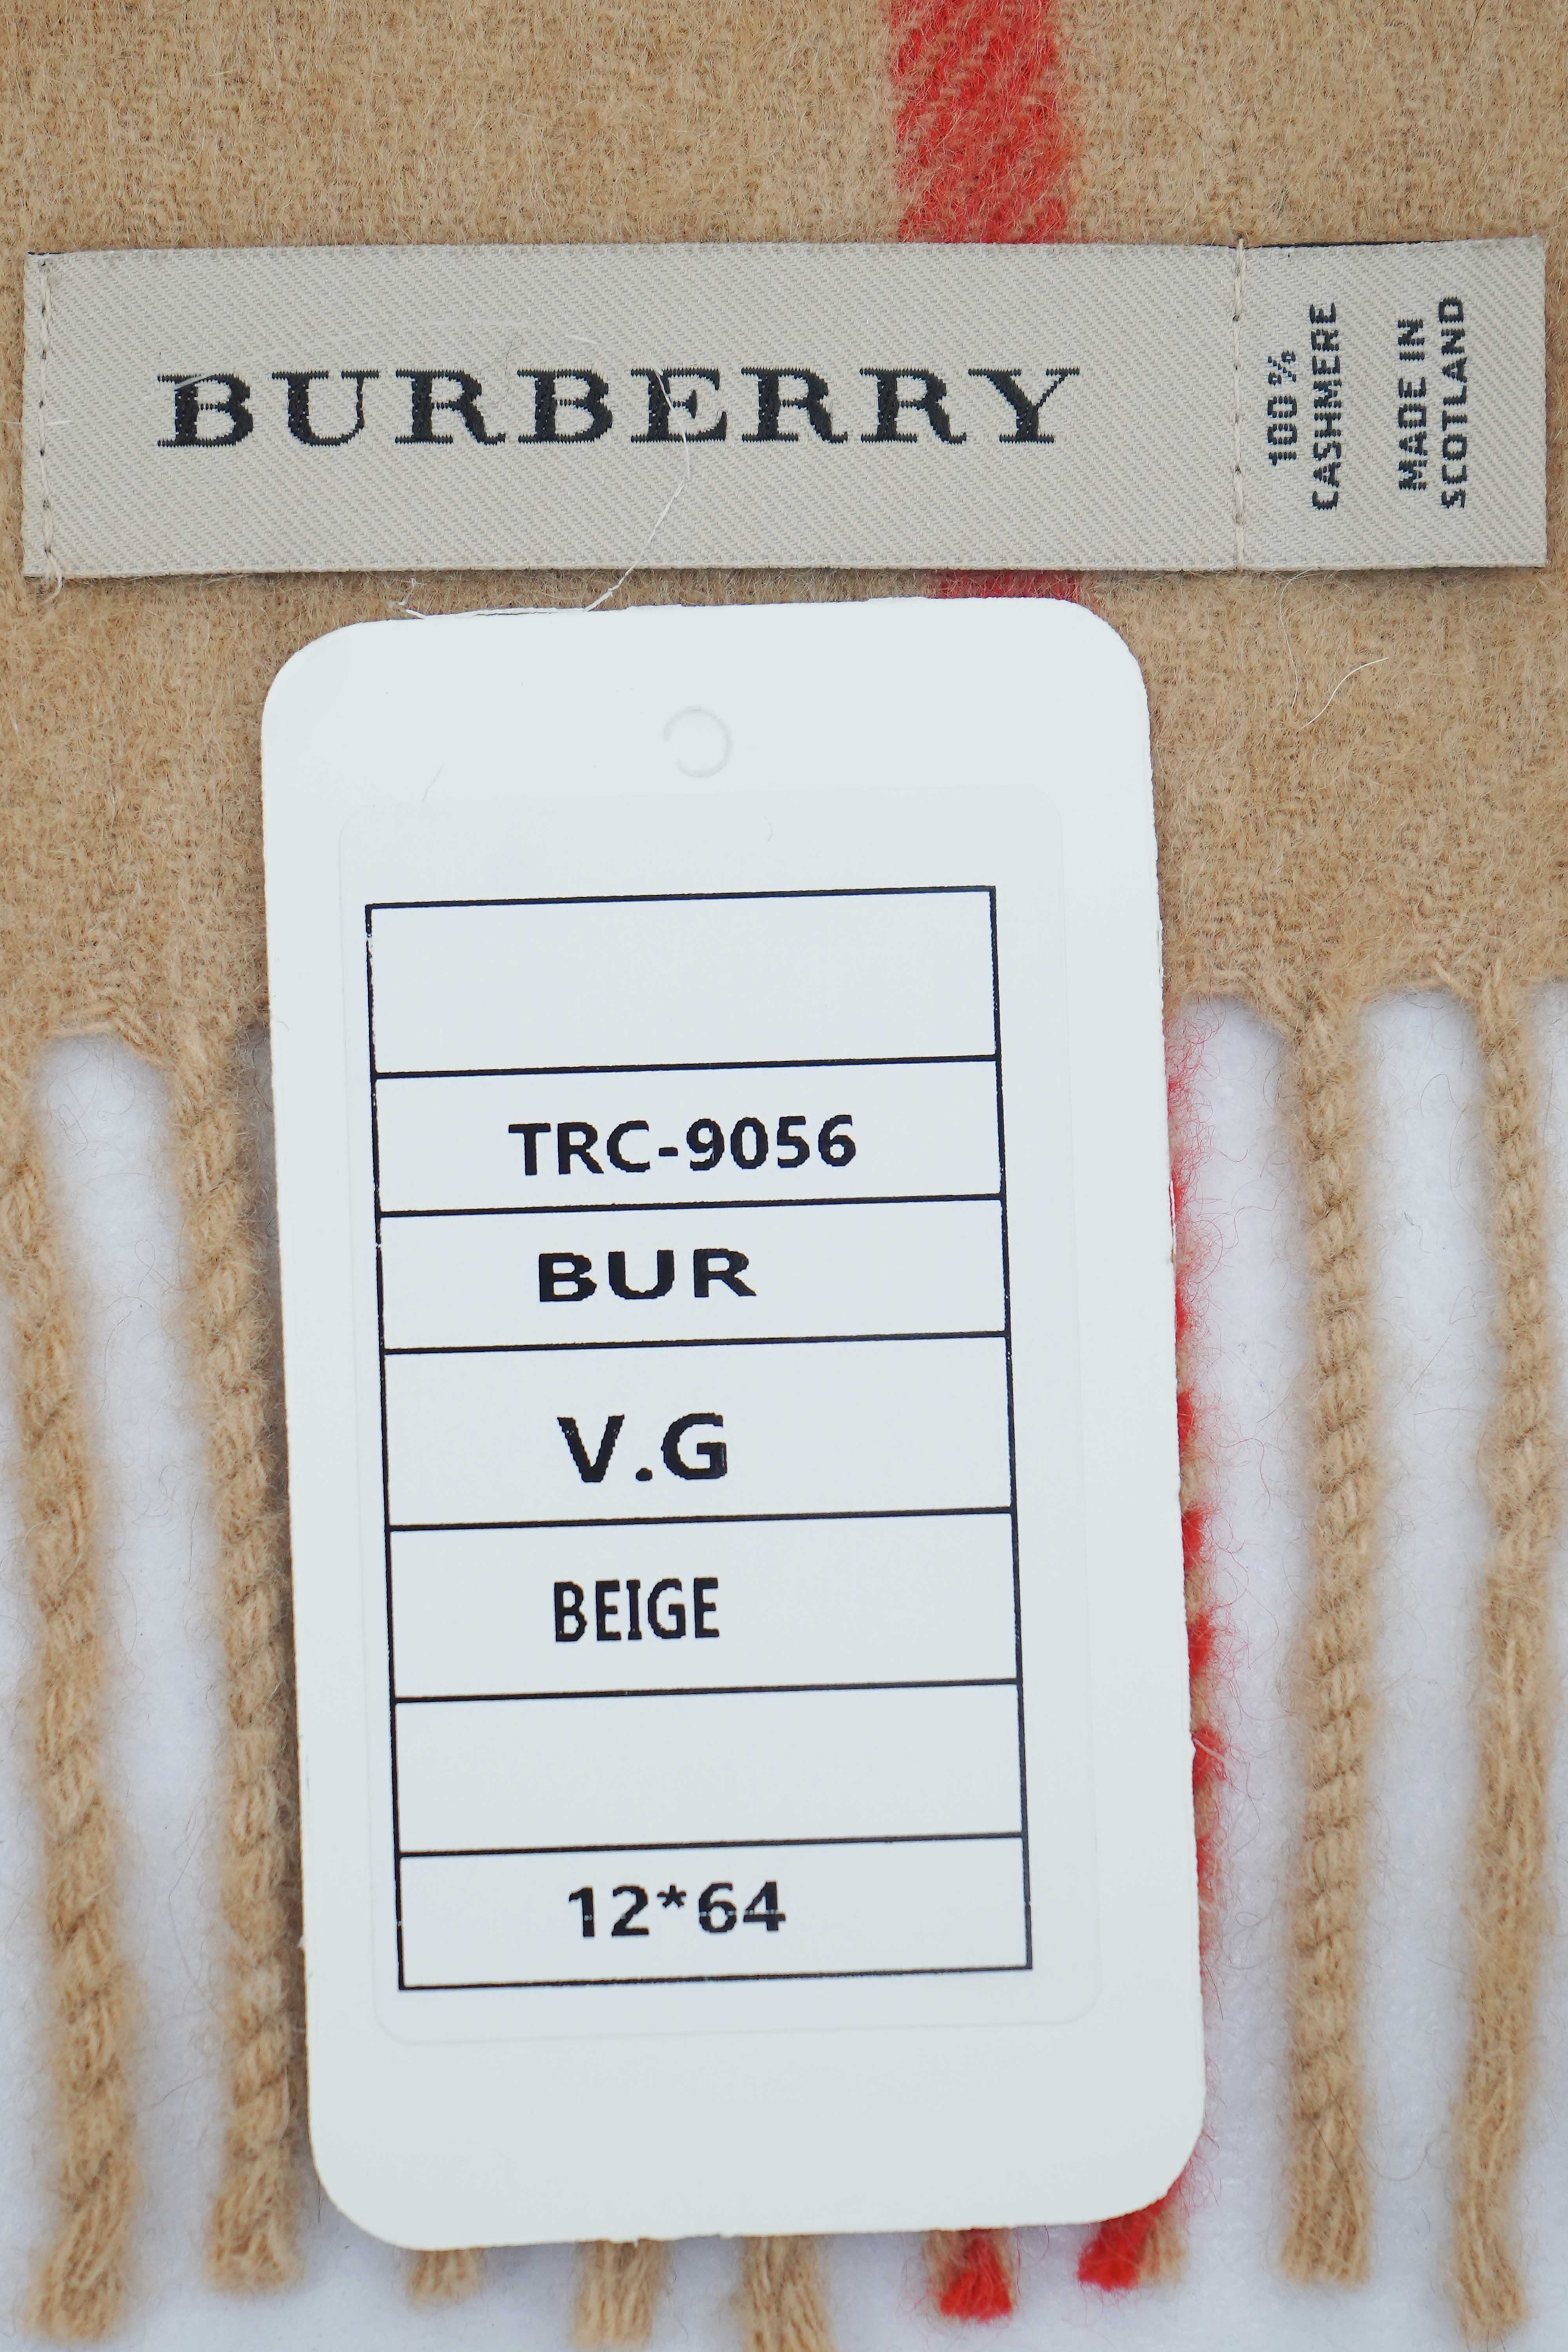 BURBERRY
100%
CASHMERE
MADE IN
SCOTLAND
TRC-9056
BUR
V.G
BEIGE
12*64